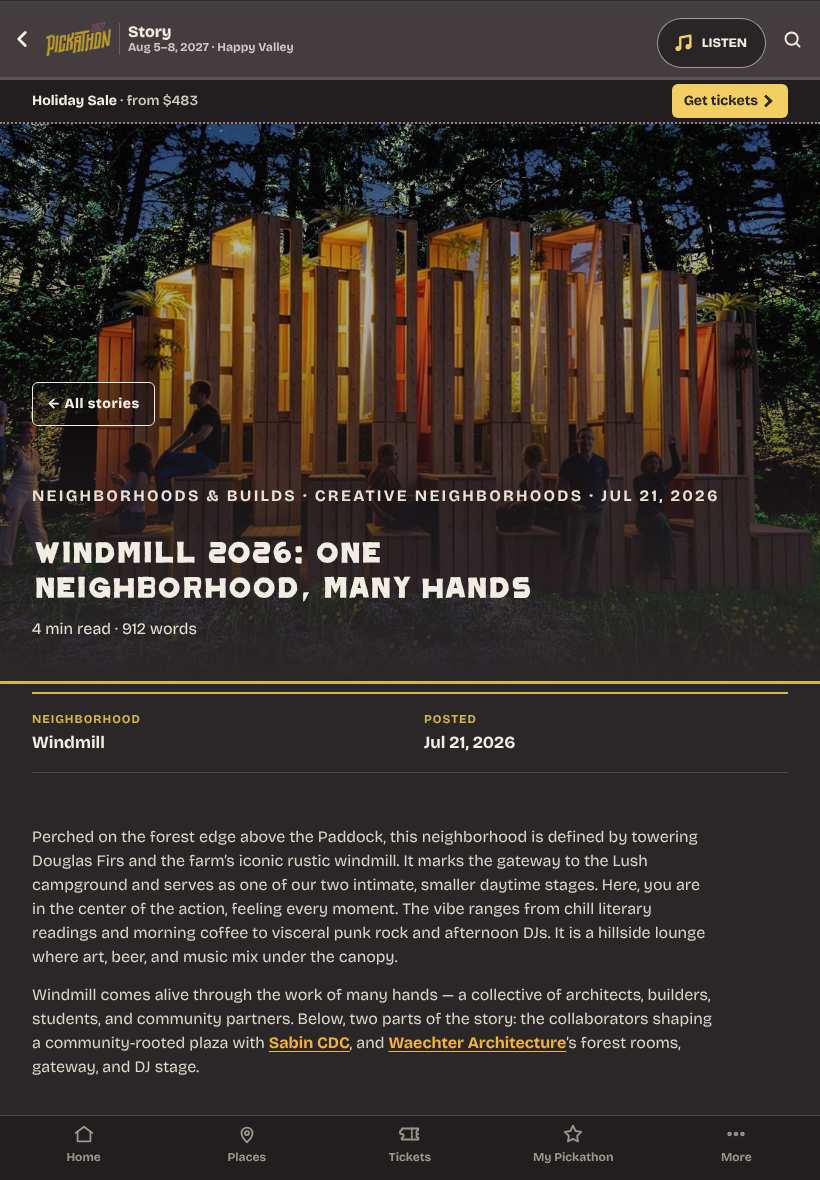 PICKATHON
Story
Aug 5–8, 2027 · Happy Valley
LISTEN
Holiday Sale · from $483
Get tickets
← All stories
NEIGHBORHOODS & BUILDS · CREATIVE NEIGHBORHOODS · JUL 21, 2026
WINDMILL 2026: ONE
NEIGHBORHOOD, MANY HANDS
4 min read · 912 words
NEIGHBORHOOD
Windmill
POSTED
Jul 21, 2026
Perched on the forest edge above the Paddock, this neighborhood is defined by towering
Douglas Firs and the farm's iconic rustic windmill. It marks the gateway to the Lush
campground and serves as one of our two intimate, smaller daytime stages. Here, you are
in the center of the action, feeling every moment. The vibe ranges from chill literary
readings and morning coffee to visceral punk rock and afternoon DJs. It is a hillside lounge
where art, beer, and music mix under the canopy.
Windmill comes alive through the work of many hands — a collective of architects, builders,
students, and community partners. Below, two parts of the story: the collaborators shaping
a community-rooted plaza with Sabin CDC, and Waechter Architecture's forest rooms,
gateway, and DJ stage.
Home
Places
Tickets
My Pickathon
More